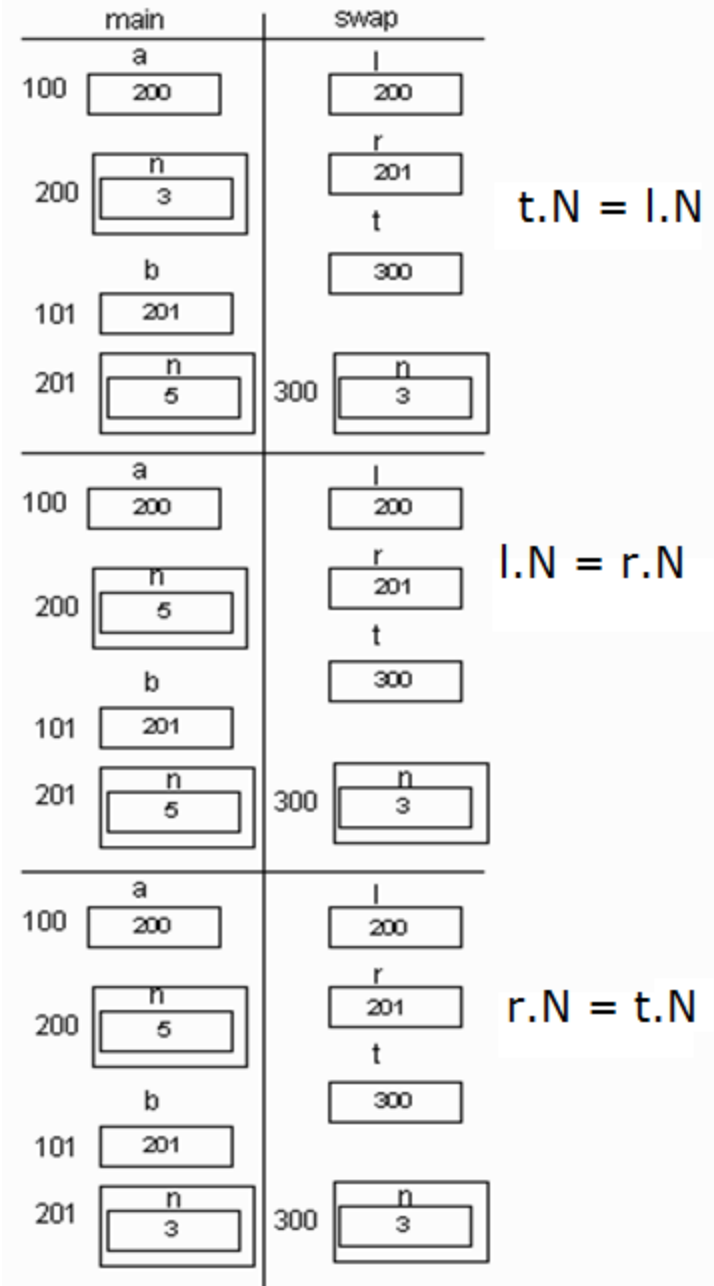 main swap
a l
100 200 200
n r
200 3 201
t.N = l.N
t
b 300
101 201
n n
201 5 300 3
a l
100 200 200
n r
l.N = r.N
200 5 201
t
b 300
101 201
n n
201 5 300 3
a l
100 200 200
n r
200 5 201
r.N = t.N
t
b 300
101 201
n n
201 3 300 3